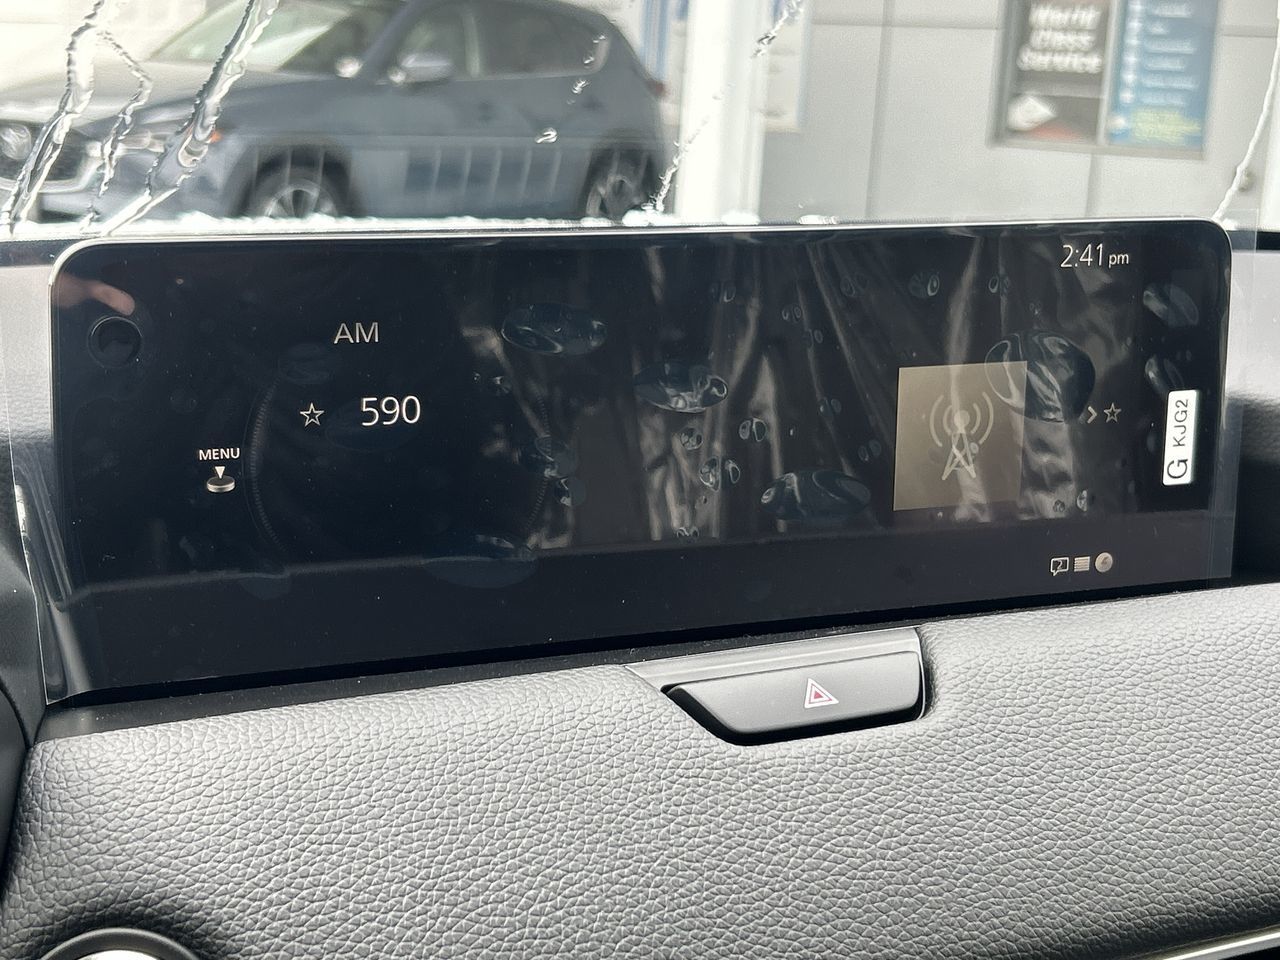 World
Class
Service
2:41 pm
AM
590
MENU
G KJG2